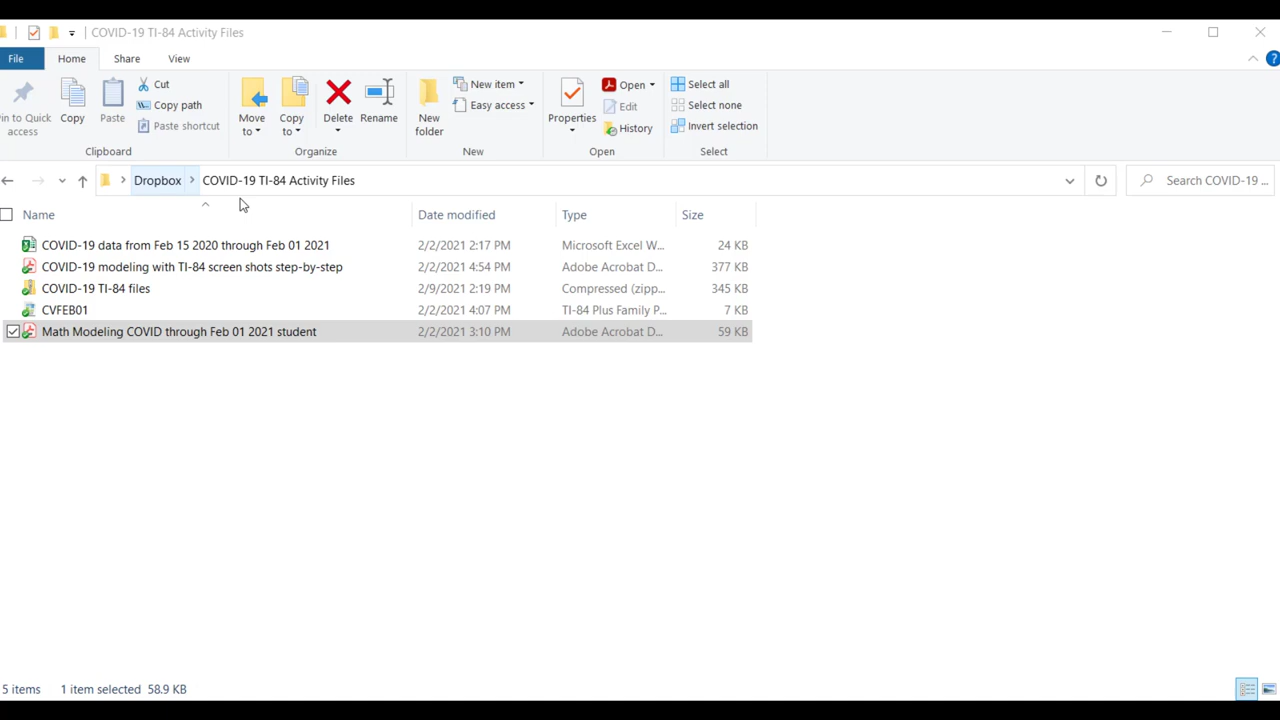 COVID-19 TI-84 Activity Files
File Home Share View
in to Quick access
Copy
Paste
Cut
Copy path
Paste shortcut
Clipboard
Move to
Copy to
Delete
Rename
Organize
New folder
New item
Easy access
New
Properties
Open
Edit
History
Open
Select all
Select none
Invert selection
Select
Dropbox COVID-19 TI-84 Activity Files Search COVID-19 ...
Name Date modified Type Size
COVID-19 data from Feb 15 2020 through Feb 01 2021 2/2/2021 2:17 PM Microsoft Excel W... 24 KB
COVID-19 modeling with TI-84 screen shots step-by-step 2/2/2021 4:54 PM Adobe Acrobat D... 377 KB
COVID-19 TI-84 files 2/9/2021 2:19 PM Compressed (zipp... 345 KB
CVFEB01 2/2/2021 4:07 PM TI-84 Plus Family P... 7 KB
Math Modeling COVID through Feb 01 2021 student 2/2/2021 3:10 PM Adobe Acrobat D... 59 KB
5 items 1 item selected 58.9 KB